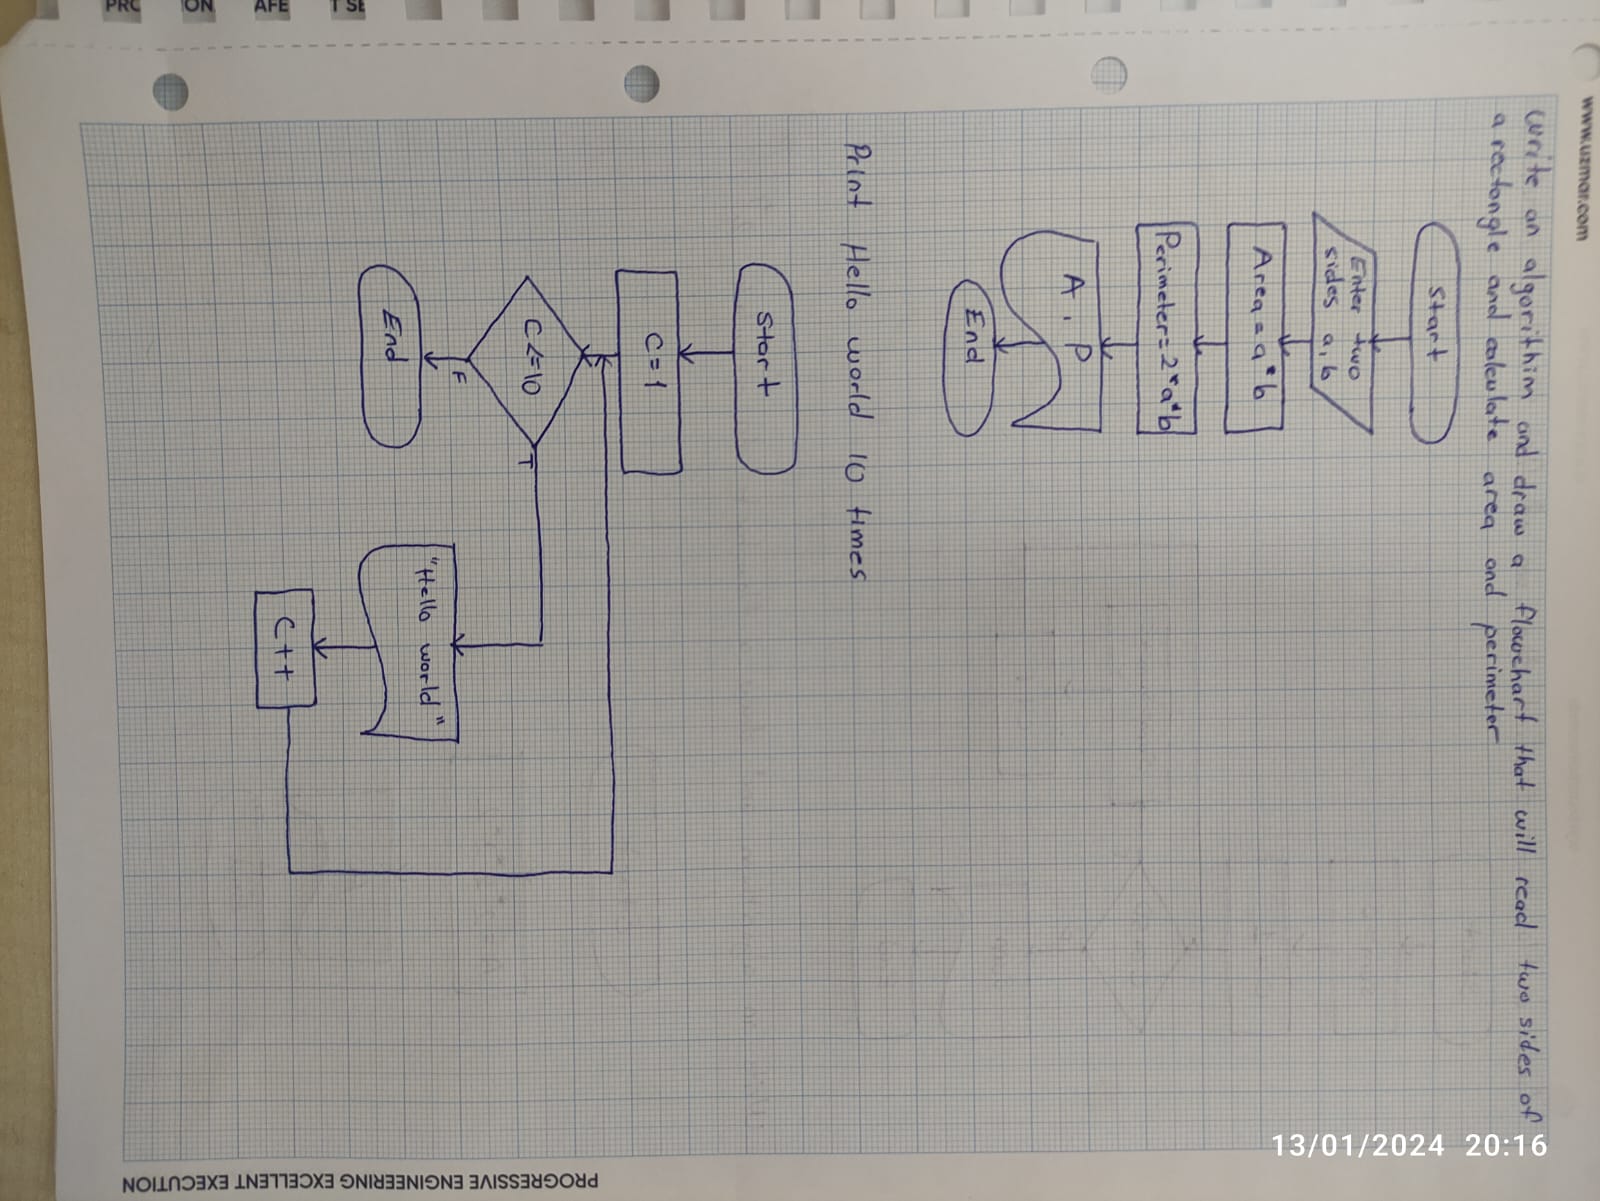 www.uzmar.com
write an algorithim and draw a flowchart that will read two sides of
a rectangle and calculate area and perimeter
Start
Enter two
sides a, b
Area = a*b
Perimeter=2*a*b
A, P
End
Print Hello world 10 times
Start
C=1
C<=10
T
F
"Hello world"
C++
End
PROGRESSIVE ENGINEERING EXCELLENT EXECUTION
13/01/2024 20:16
PRC
ON
AFE
T SE